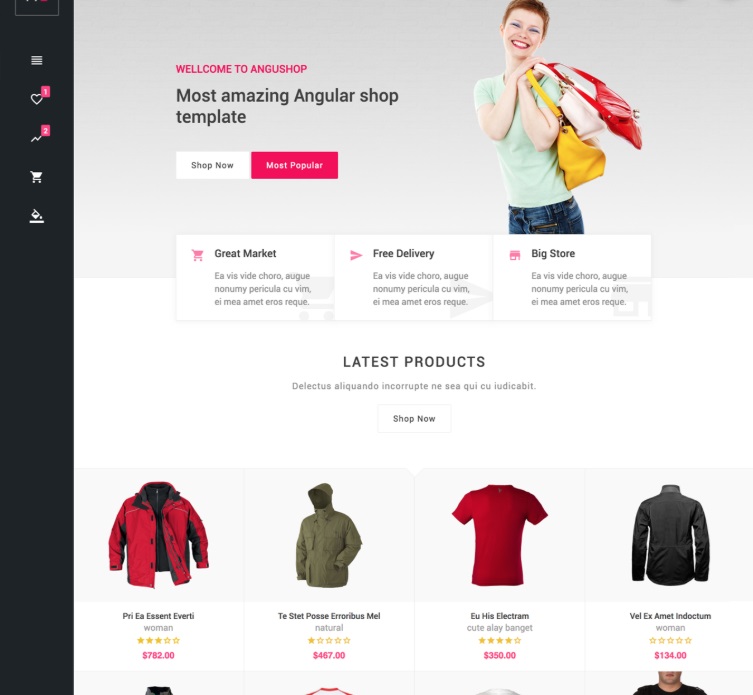 1
2
WELLCOME TO ANGUSHOP
Most amazing Angular shop
template
Shop Now
Most Popular
Great Market
Ea vis vide choro, augue
nonumy pericula cu vim,
ei mea amet eros reque.
Free Delivery
Ea vis vide choro, augue
nonumy pericula cu vim,
ei mea amet eros reque.
Big Store
Ea vis vide choro, augue
nonumy pericula cu vim,
ei mea amet eros reque.
LATEST PRODUCTS
Delectus aliquando incorrupte ne sea qui cu iudicabit.
Shop Now
Pri Ea Essent Everti
woman
$782.00
Te Stet Posse Erroribus Mel
natural
$467.00
Eu His Electram
cute alay banget
$350.00
Vel Ex Amet Indoctum
woman
$134.00